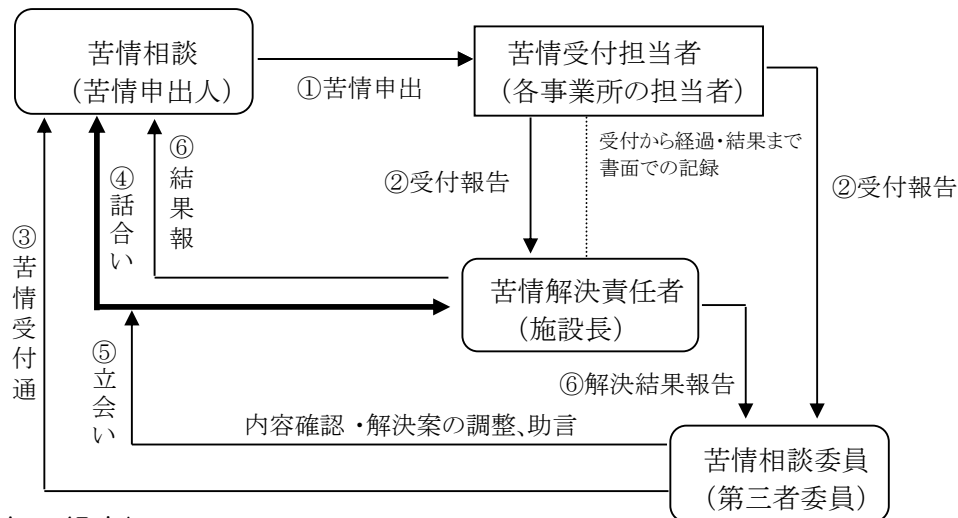 苦情相談
（苦情申出人）
①苦情申出
苦情受付担当者
（各事業所の担当者）
受付から経過・結果まで
書面での記録
②受付報告
②受付報告
③苦情受付通
④話合い
⑥結果報
苦情解決責任者
（施設長）
⑤立会い
⑥解決結果報告
内容確認・解決案の調整、助言
苦情相談委員
（第三者委員）